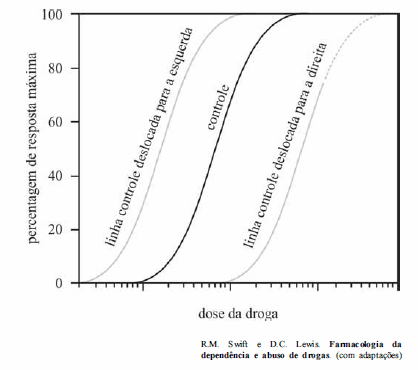 percentagem de resposta máxima
100
80
60
40
20
0
linha controle deslocada para a esquerda
controle
linha controle deslocada para a direita
dose da droga
R.M. Swift e D.C. Lewis. Farmacologia da
dependência e abuso de drogas. (com adaptações)